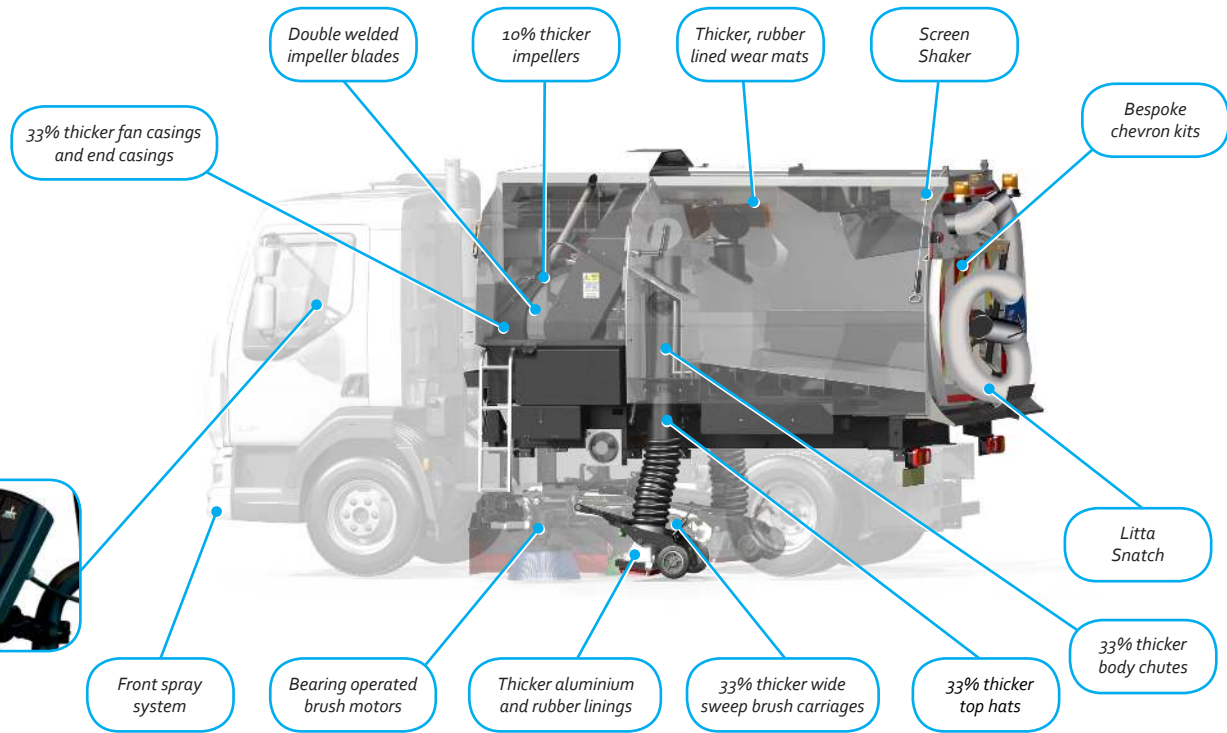 Double welded
impeller blades
10% thicker
impellers
Thicker, rubber
lined wear mats
Screen
Shaker
Bespoke
chevron kits
33% thicker fan casings
and end casings
Litta
Snatch
33% thicker
body chutes
Front spray
system
Bearing operated
brush motors
Thicker aluminium
and rubber linings
33% thicker wide
sweep brush carriages
33% thicker
top hats